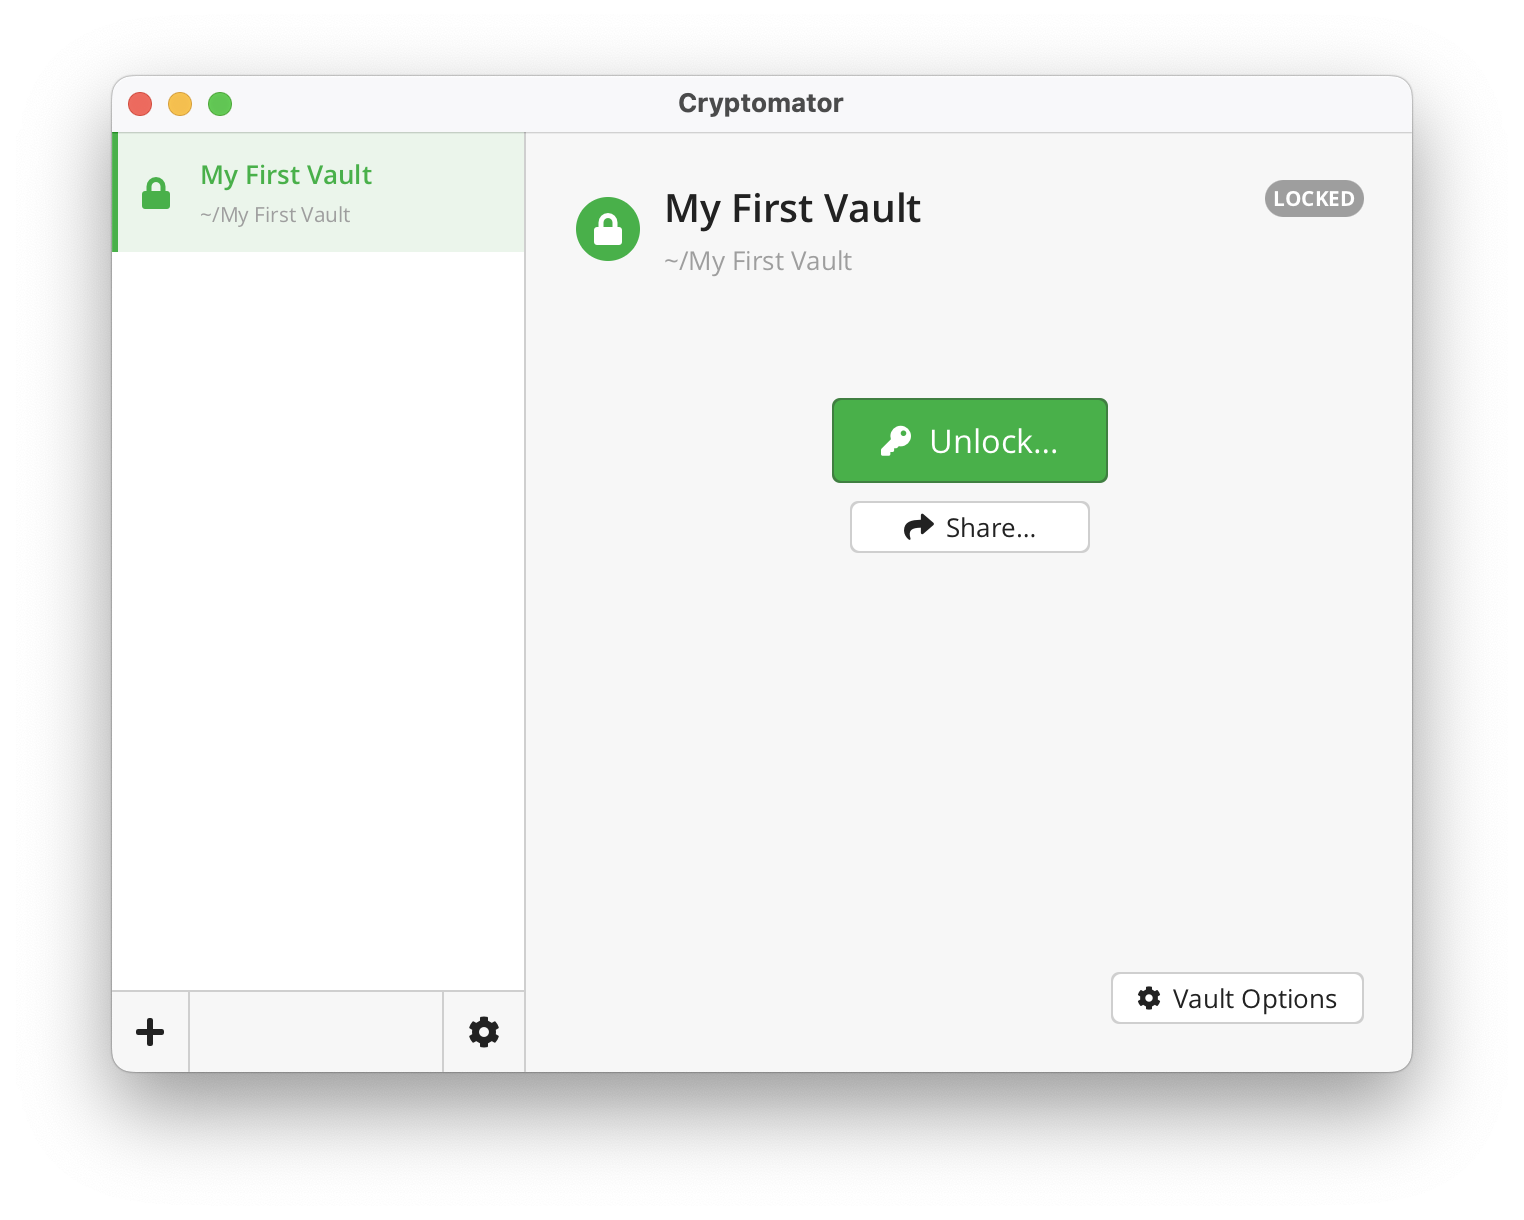 Cryptomator
My First Vault
~/My First Vault
My First Vault
~/My First Vault
LOCKED
Unlock...
Share...
Vault Options